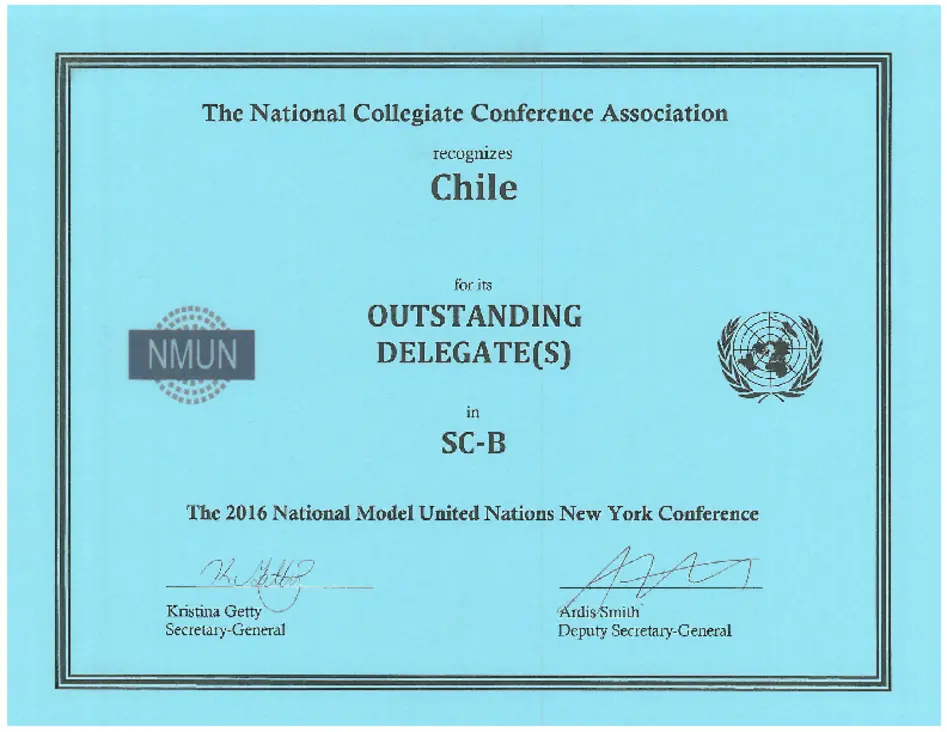 The National Collegiate Conference Association
recognizes
Chile
for its
OUTSTANDING
DELEGATE(S)
NMUN
in
SC-B
The 2016 National Model United Nations New York Conference
K. Getty
Kristina Getty
Secretary-General
Ardis Smith
Deputy Secretary-General